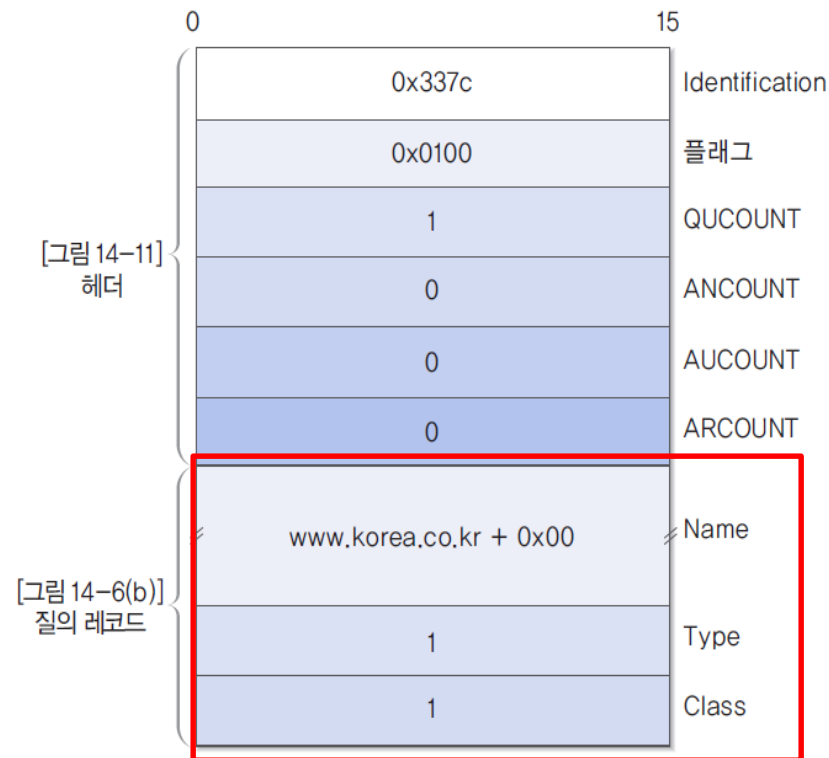 0 15
0x337c Identification
0x0100 플래그
1 QUCOUNT
[그림 14-11]
헤더
0 ANCOUNT
0 AUCOUNT
0 ARCOUNT
www.korea.co.kr + 0x00 Name
[그림 14-6(b)]
질의 레코드
1 Type
1 Class